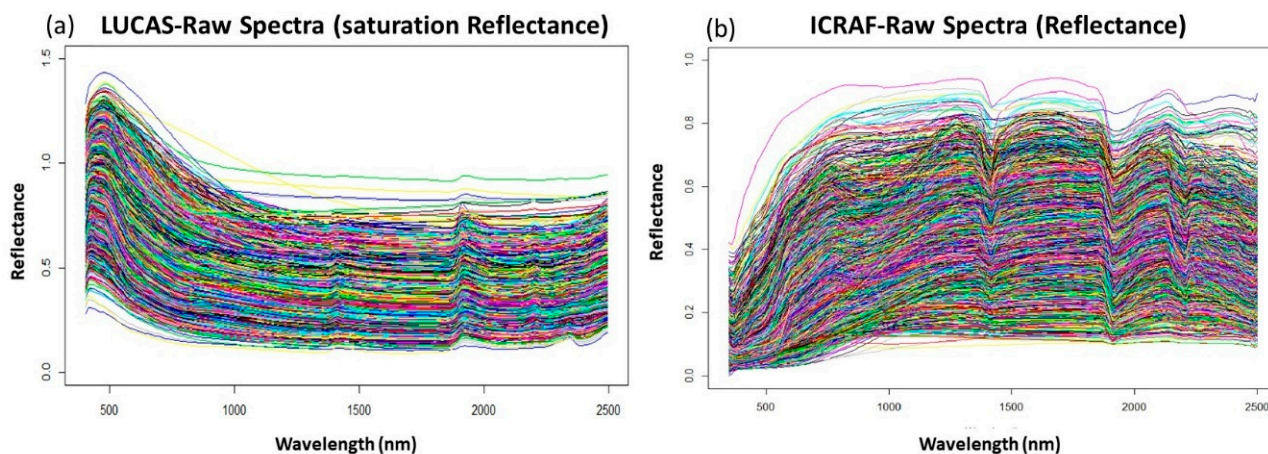 (a) LUCAS-Raw Spectra (saturation Reflectance)
1.5
1.0
0.5
0.0
Reflectance
500 1000 1500 2000 2500
Wavelength (nm)
(b) ICRAF-Raw Spectra (Reflectance)
1.0
0.8
0.6
0.4
0.2
0.0
Reflectance
500 1000 1500 2000 2500
Wavelength (nm)